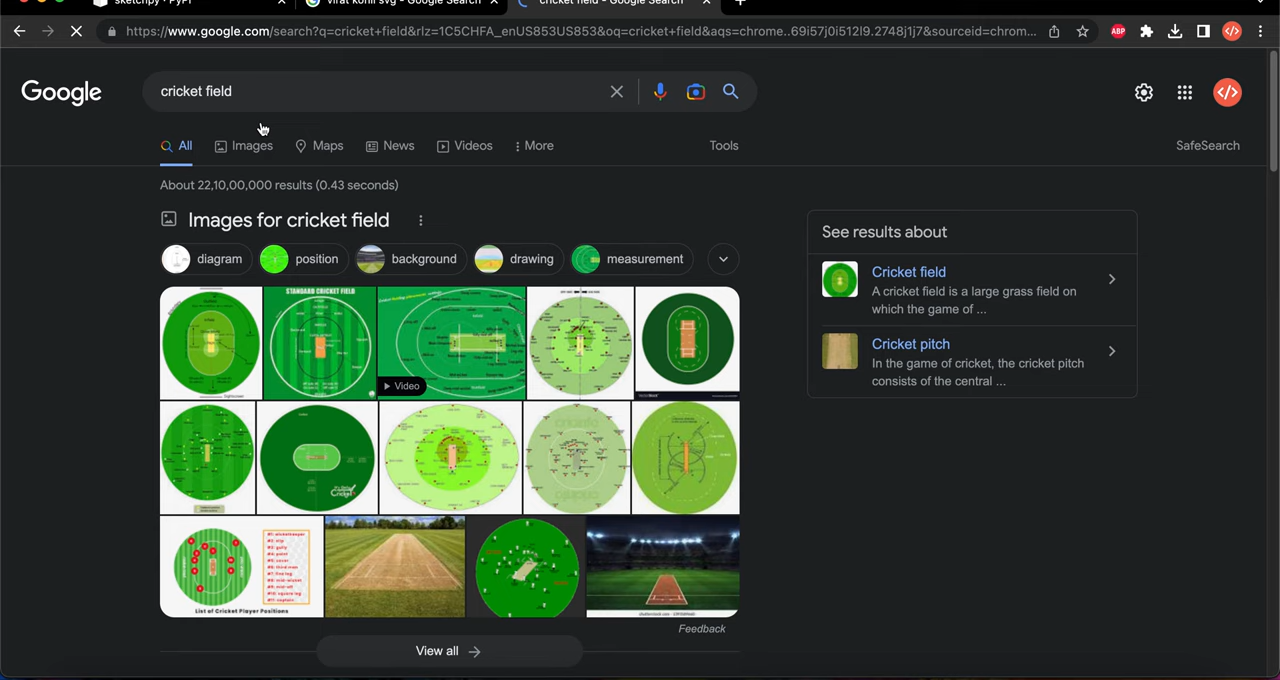 sketchpy · PyPI
virat kohli svg - Google Search
cricket field - Google Search
https://www.google.com/search?q=cricket+field&rlz=1C5CHFA_enUS853US853&oq=cricket+field&aqs=chrome..69i57j0i512l9.2748j1j7&sourceid=chrom...
ABP
Google
cricket field
All
Images
Maps
News
Videos
More
Tools
SafeSearch
About 22,10,00,000 results (0.43 seconds)
Images for cricket field
diagram
position
background
drawing
measurement
STANDARD CRICKET FIELD
Video
List of Cricket Player Positions
Feedback
View all
See results about
Cricket field
A cricket field is a large grass field on
which the game of ...
Cricket pitch
In the game of cricket, the cricket pitch
consists of the central ...